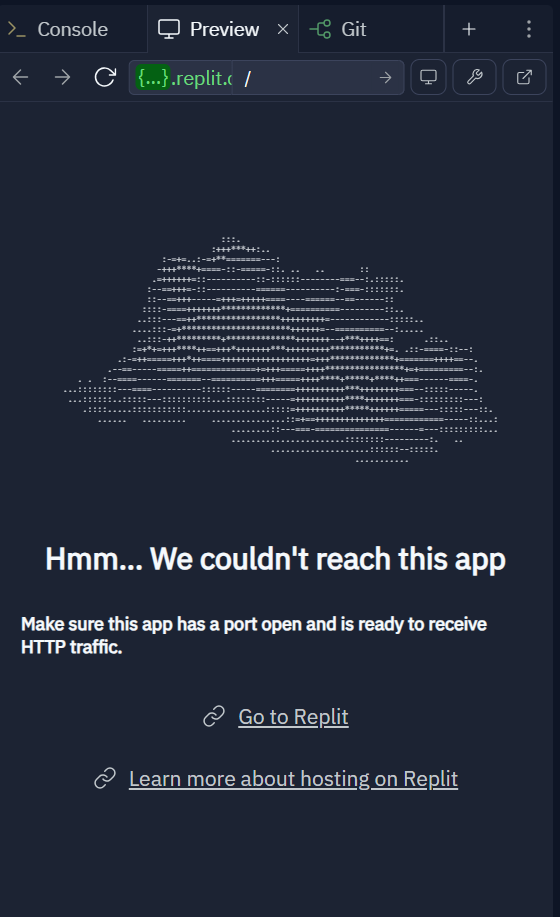 Console Preview Git
{...}.replit.c /
Hmm... We couldn't reach this app
Make sure this app has a port open and is ready to receive
HTTP traffic.
Go to Replit
Learn more about hosting on Replit